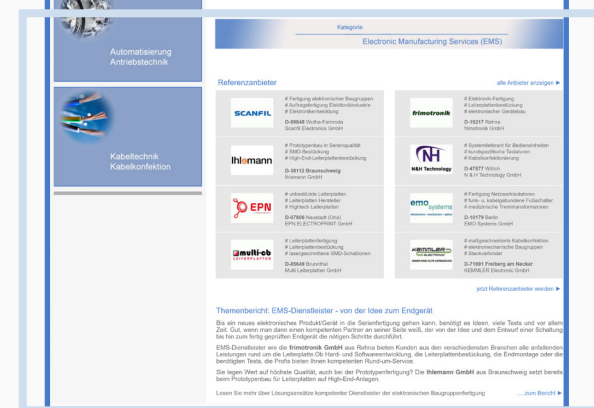 Automatisierung
Antriebstechnik
Kabeltechnik
Kabelkonfektion
Kategorie
Electronic Manufacturing Services (EMS)
Referenzanbieter
alle Anbieter anzeigen ►
SCANFIL
# Fertigung elektronischer Baugruppen
# Auftragsfertigung Elektronikindustrie
# Elektronikentwicklung
D-99848 Wutha-Farnroda
Scanfil Electronics GmbH
frimotronik
# Elektronik-Fertigung
# Leiterplattenbestückung
# elektronischer Gerätebau
D-19217 Rehna
frimotronik GmbH
Ihlemann
# Prototypenbau in Serienqualität
# SMD-Bestückung
# High-End-Leiterplattenbestückung
D-38112 Braunschweig
Ihlemann GmbH
NH
N&H Technology
# Systemlieferant für Bedieneinheiten
# kundspezifische Tastaturen
# Kabelkonfektionierung
D-47877 Willich
N & H Technology GmbH
EPN
# unbestückte Leiterplatten
# Leiterplatten Hersteller
# Hightech Leiterplatten
D-07806 Neustadt (Orla)
EPN ELECTROPRINT GmbH
emo
systems
# Fertigung Netzwerkisolatoren
# funk- u. kabelgebundene Fußschalter
# medizinische Trenntransformatoren
D-10179 Berlin
EMO Systems GmbH
multi-cb
LEITERPLATTEN
# Leiterplattenfertigung
# Leiterplattenbestückung
# lasergeschnittene SMD-Schablonen
D-85649 Brunnthal
Multi Leiterplatten GmbH
KEMMLER
# maßgeschneiderte Kabelkonfektion
# elektromechanische Baugruppen
# Steckverbinder
D-71691 Freiberg am Neckar
KEMMLER Electronic GmbH
jetzt Referenzanbieter werden ►
Themenbericht: EMS-Dienstleister - von der Idee zum Endgerät
Bis ein neues elektronisches Produkt/Gerät in die Serienfertigung gehen kann, benötigt es Ideen, viele Tests und vor allem
Zeit. Gut, wenn man dann einen kompetenten Partner an seiner Seite weiß, der von der Idee und den Entwurf einer Schaltung
bis hin zum fertig geprüften Endgerät die nötigen Schritte durchführt.
EMS-Dienstleister wie die frimotronik GmbH aus Rehna bieten Kunden aus den verschiedensten Branchen alle anfallenden
Leistungen rund um die Leiterplatte.Ob Hard- und Softwareentwicklung, die Leiterplattenbestückung, die Endmontage oder die
benötigten Tests, die Profis bieten Ihnen kompetenten Rund-um-Service.
Sie legen Wert auf höchste Qualität, auch bei der Prototypenfertigung? Die Ihlemann GmbH aus Braunschweig setzt bereits
beim Prototypenbau für Leiterplatten auf High-End-Anlagen.
Lesen Sie mehr über Lösungsansätze kompetenter Dienstleister der elektronischen Baugruppenfertigung
.....zum Bericht ►